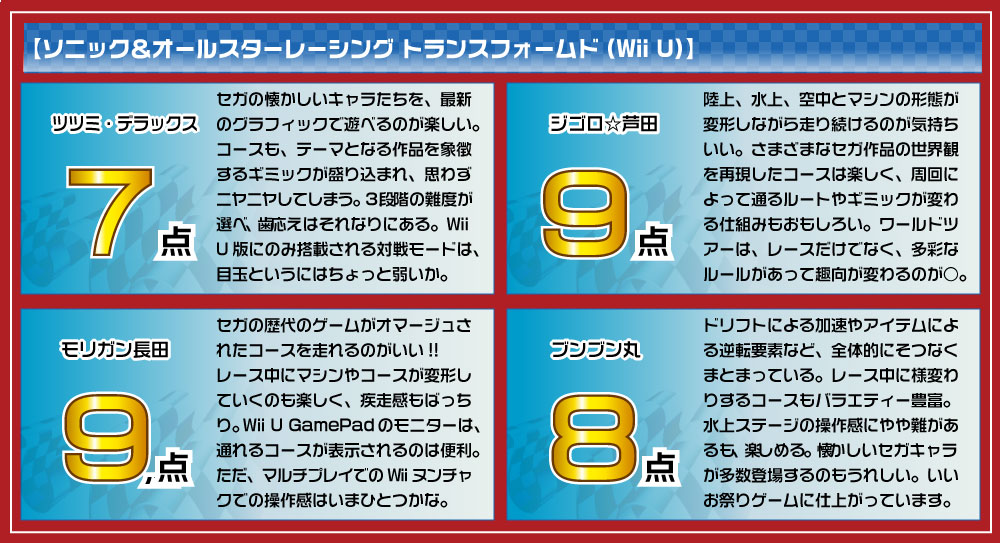 【ソニック&オールスターレーシング トランスフォームド(Wii U)】
ツツミ・デラックス
7点
セガの懐かしいキャラたちを、最新
のグラフィックで遊べるのが楽しい。
コースも、テーマとなる作品を象徴
するギミックが盛り込まれ、思わず
ニヤニヤしてしまう。3段階の難度が
選べ、歯応えはそれなりにある。Wii
U版にのみ搭載される対戦モードは、
目玉というにはちょっと弱いか。
ジゴロ☆芦田
9点
陸上、水上、空中とマシンの形態が
変形しながら走り続けるのが気持ち
いい。さまざまなセガ作品の世界観
を再現したコースは楽しく、周回に
よって通るルートやギミックが変わ
る仕組みもおもしろい。ワールドツ
アーは、レースだけでなく、多彩な
ルールがあって趣向が変わるのが○。
モリガン長田
9点
セガの歴代のゲームがオマージュさ
れたコースを走れるのがいい!!
レース中にマシンやコースが変形し
ていくのも楽しく、疾走感もばっち
り。Wii U GamePadのモニターは、
通れるコースが表示されるのは便利。
ただ、マルチプレイでのWiiヌンチャ
クでの操作感はいまひとつかな。
ブンブン丸
8点
ドリフトによる加速やアイテムによ
る逆転要素など、全体的にそつなく
まとまっている。レース中に様変わ
りするコースもバラエティー豊富。
水上ステージの操作感にやや難があ
るも、楽しめる。懐かしいセガキャラ
が多数登場するのもうれしい。いい
お祭りゲームに仕上がっています。